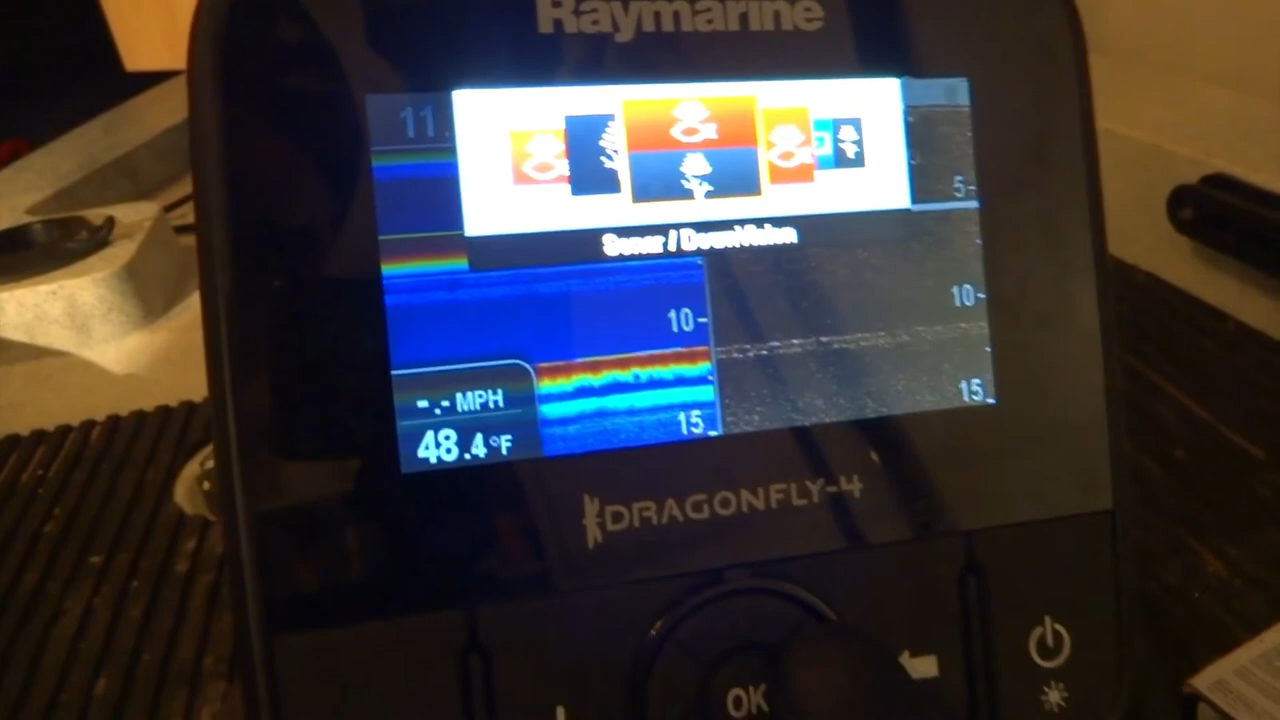 Raymarine
11.
5-
Sonar / DownVision
10-
10-
-.- MPH
15
15
48.4°F
DRAGONFLY-4
OK